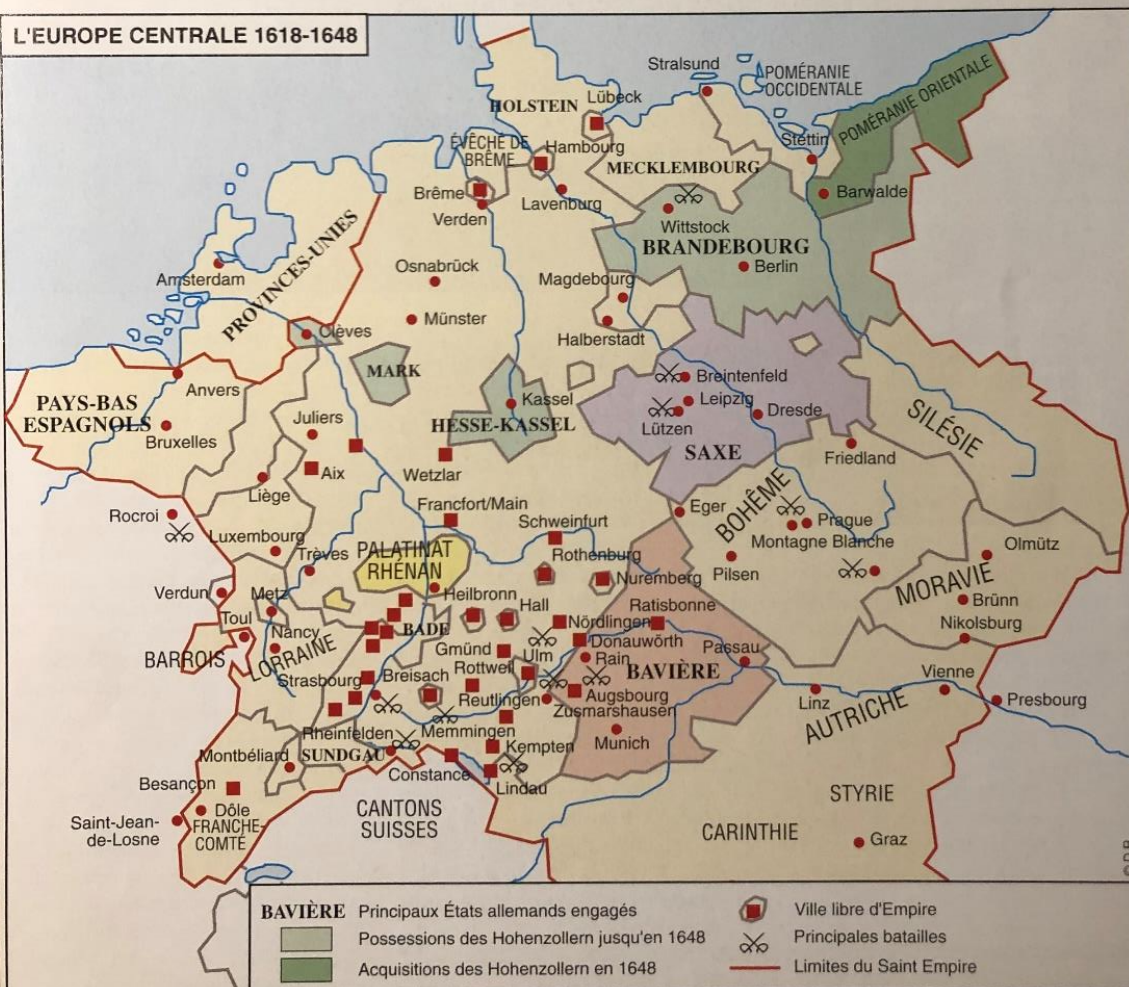 L'EUROPE CENTRALE 1618-1648
Stralsund
POMÉRANIE
OCCIDENTALE
POMÉRANIE ORIENTALE
HOLSTEIN
Lübeck
Stettin
ÉVÊCHÉ DE
BRÊME
Hambourg
MECKLEMBOURG
Barwalde
Brême
Lavenburg
Verden
Wittstock
BRANDEBOURG
Berlin
Amsterdam
PROVINCES-UNIES
Osnabrück
Magdebourg
Münster
Clèves
Halberstadt
MARK
Anvers
Breintenfeld
PAYS-BAS
ESPAGNOLS
Kassel
Leipzig
Dresde
Bruxelles
Juliers
HESSE-KASSEL
Lützen
SILÉSIE
SAXE
Friedland
Aix
Wetzlar
Liège
Francfort/Main
Eger
BOHÊME
Rocroi
Schweinfurt
Prague
Luxembourg
Montagne Blanche
Olmütz
Trèves
PALATINAT
RHÉNAN
Rothenburg
Pilsen
Verdun
Metz
Heilbronn
Nuremberg
MORAVIE
Brünn
Toul
Hall
Ratisbonne
Nikolsburg
Nancy
BADE
Nördlingen
LORRAINE
Gmünd
Donauwörth
BARROIS
Ulm
Rain
Passau
Vienne
Strasbourg
Breisach
Rottweil
BAVIÈRE
Reutlingen
Augsbourg
Linz
Presbourg
Zusmarshausen
AUTRICHE
Rheinfelden
Memmingen
Munich
Montbéliard
SUNDGAU
Kempten
Besançon
Constance
Lindau
STYRIE
Dôle
CANTONS
SUISSES
Saint-Jean-
de-Losne
FRANCHE-
COMTÉ
CARINTHIE
Graz
BAVIÈRE Principaux États allemands engagés
Ville libre d'Empire
Possessions des Hohenzollern jusqu'en 1648
Principales batailles
Acquisitions des Hohenzollern en 1648
Limites du Saint Empire